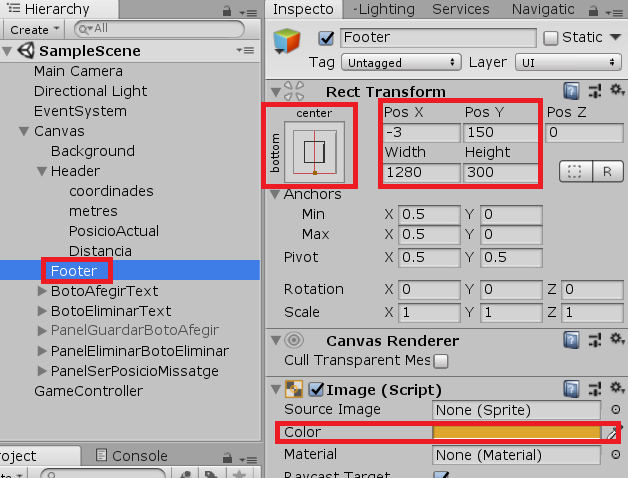 Hierarchy
Create
All
SampleScene
Main Camera
Directional Light
EventSystem
Canvas
Background
Header
coordinades
metres
PosicioActual
Distancia
Footer
BotoAfegirText
BotoEliminarText
PanelGuardarBotoAfegir
PanelEliminarBotoEliminar
PanelSerPosicioMissatge
GameController
roject
Console
Inspecto
Lighting
Services
Navigatic
Footer
Static
Tag Untagged Layer UI
Rect Transform
center
bottom
Pos X Pos Y Pos Z
-3 150 0
Width Height
1280 300
R
Anchors
Min X 0.5 Y 0
Max X 0.5 Y 0
Pivot X 0.5 Y 0.5
Rotation X 0 Y 0 Z 0
Scale X 1 Y 1 Z 1
Canvas Renderer
Cull Transparent Mes
Image (Script)
Source Image None (Sprite)
Color
Material None (Material)
Raycast Target